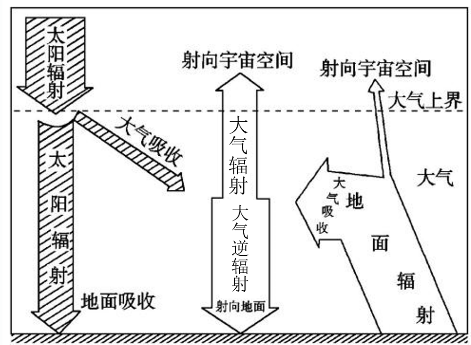 太阳辐射
大气吸收
太阳辐射
地面吸收
射向宇宙空间
大气辐射
大气逆辐射
射向地面
射向宇宙空间
大气上界
大气
大气吸收
地面辐射